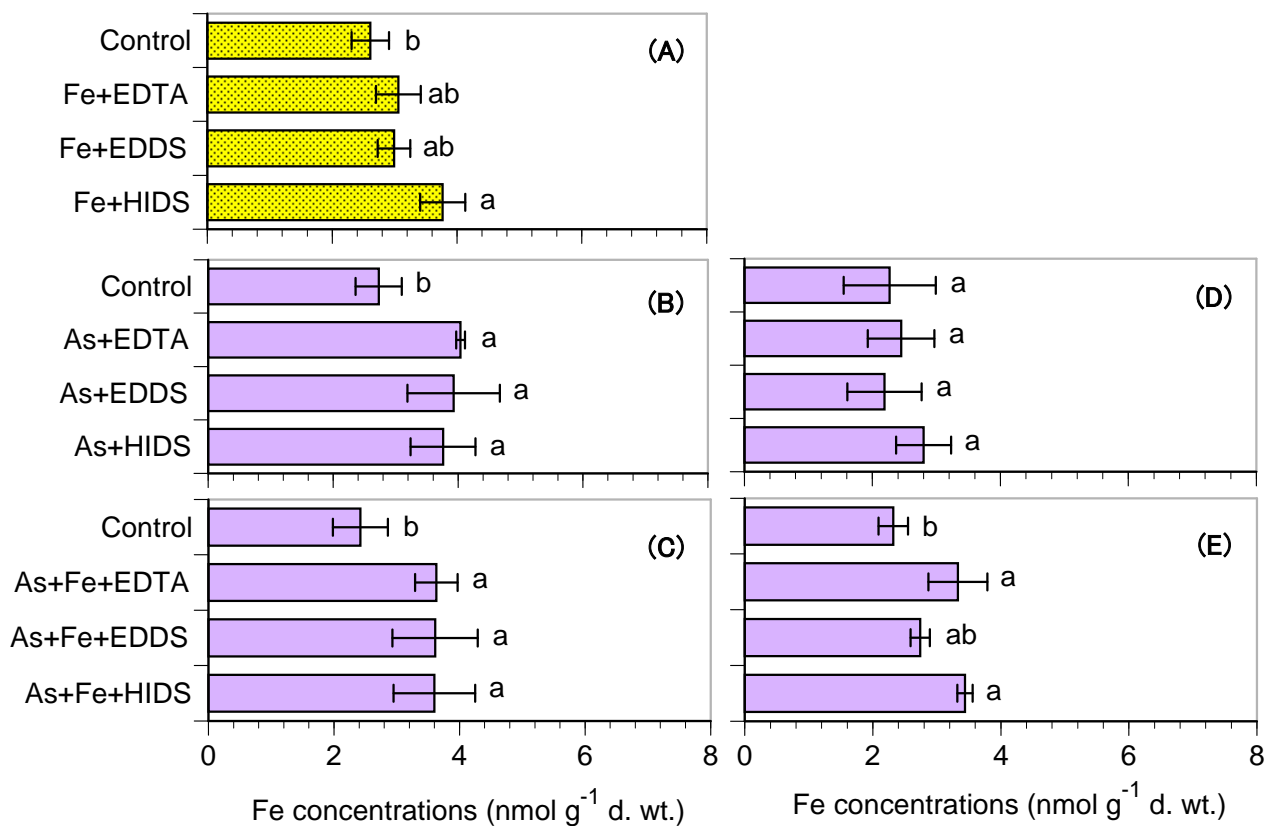 Control
b
(A)
Fe+EDTA
ab
Fe+EDDS
ab
Fe+HIDS
a
Control
b
(B)
As+EDTA
a
As+EDDS
a
As+HIDS
a
a
(D)
a
a
a
Control
b
(C)
As+Fe+EDTA
a
As+Fe+EDDS
a
As+Fe+HIDS
a
0 2 4 6 8
Fe concentrations (nmol g⁻¹ d. wt.)
b
(E)
a
ab
a
0 2 4 6 8
Fe concentrations (nmol g⁻¹ d. wt.)